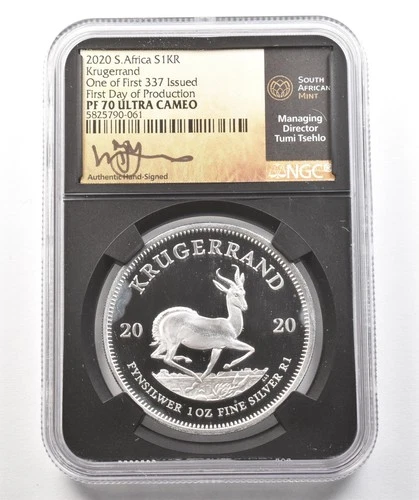 2020 S.Africa S1KR
Krugerrand
One of First 337 Issued
First Day of Production
PF 70 ULTRA CAMEO
5825790-061
Authentic Hand-Signed
SOUTH
AFRICAN
MINT
Managing
Director
Tumi Tsehlo
NGC
KRUGERRAND
20 20
FYNSILWER 1 OZ FINE SILVER R1